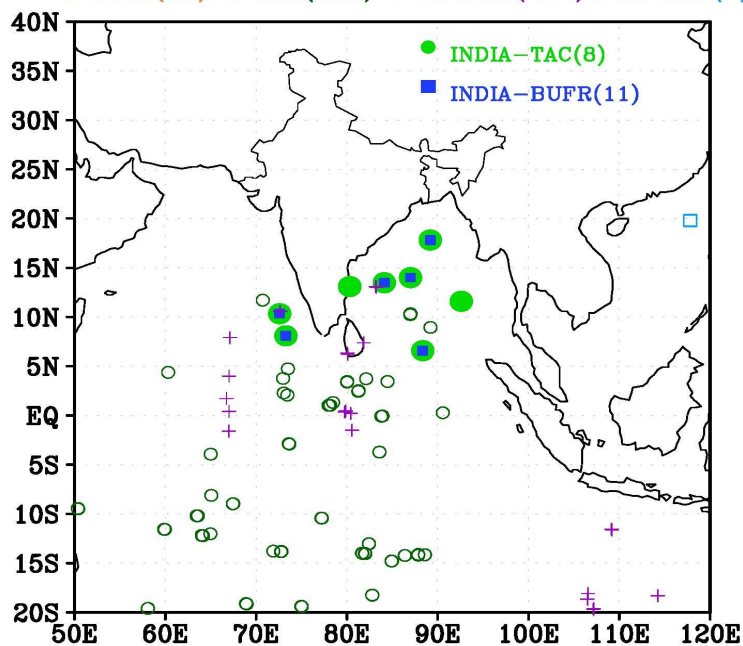 40N
INDIA-TAC(8)
35N
INDIA-BUFR(11)
30N
25N
20N
15N
10N
5N
EQ
5S
10S
15S
20S
50E 60E 70E 80E 90E 100E 110E 120E